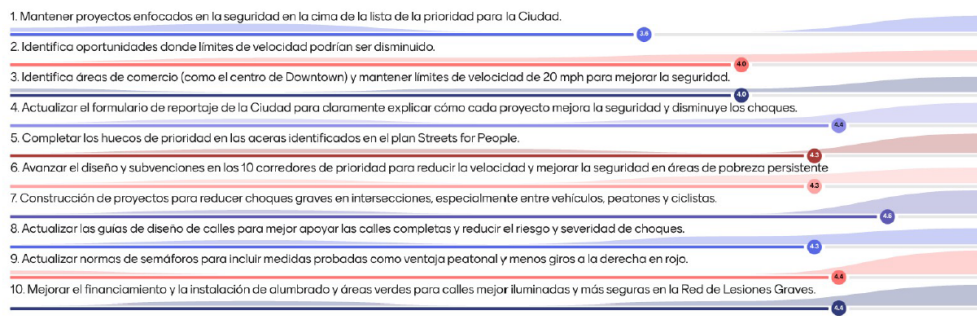 1. Mantener proyectos enfocados en la seguridad en la cima de la lista de la prioridad para la Ciudad.
3.6
2. Identifica oportunidades donde límites de velocidad podrían ser disminuido.
4.0
3. Identifica áreas de comercio (como el centro de Downtown) y mantener límites de velocidad de 20 mph para mejorar la seguridad.
4.0
4. Actualizar el formulario de reportaje de la Ciudad para claramente explicar cómo cada proyecto mejora la seguridad y disminuye los choques.
4.4
5. Completar los huecos de prioridad en las aceras identificados en el plan Streets for People.
4.3
6. Avanzar el diseño y subvenciones en los 10 corredores de prioridad para reducir la velocidad y mejorar la seguridad en áreas de pobreza persistente
4.3
7. Construcción de proyectos para reducir choques graves en intersecciones, especialmente entre vehículos, peatones y ciclistas.
4.6
8. Actualizar las guías de diseño de calles para mejor apoyar las calles completas y reducir el riesgo y severidad de choques.
4.3
9. Actualizar normas de semáforos para incluir medidas probadas como ventaja peatonal y menos giros a la derecha en rojo.
4.4
10. Mejorar el financiamiento y la instalación de alumbrado y áreas verdes para calles mejor iluminadas y más seguras en la Red de Lesiones Graves.
4.4